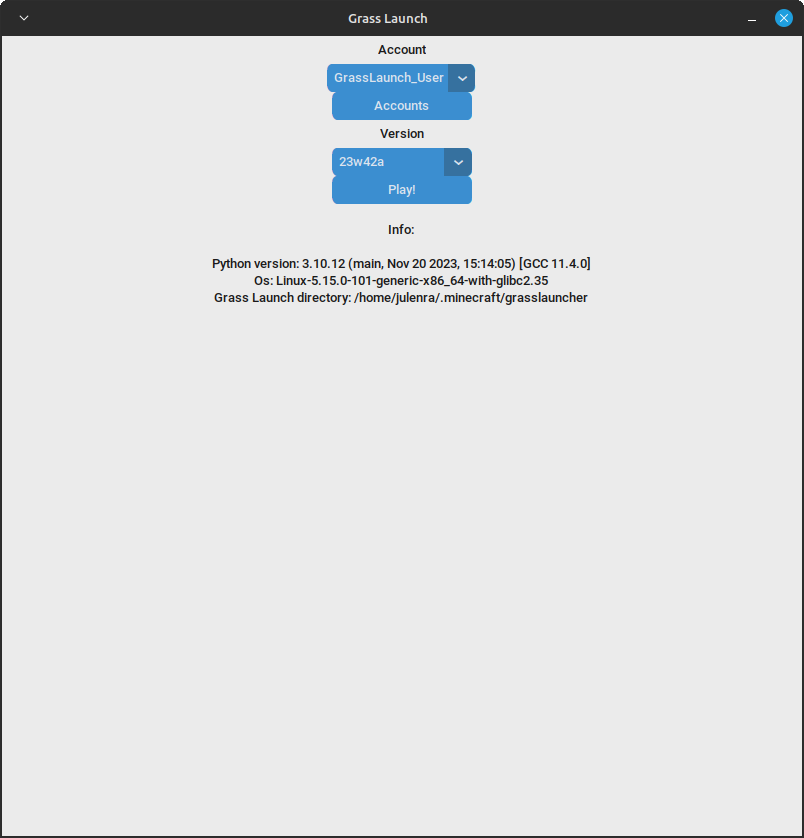 Grass Launch
Account
GrassLaunch_User
Accounts
Version
23w42a
Play!
Info:
Python version: 3.10.12 (main, Nov 20 2023, 15:14:05) [GCC 11.4.0]
Os: Linux-5.15.0-101-generic-x86_64-with-glibc2.35
Grass Launch directory: /home/julenra/.minecraft/grasslauncher